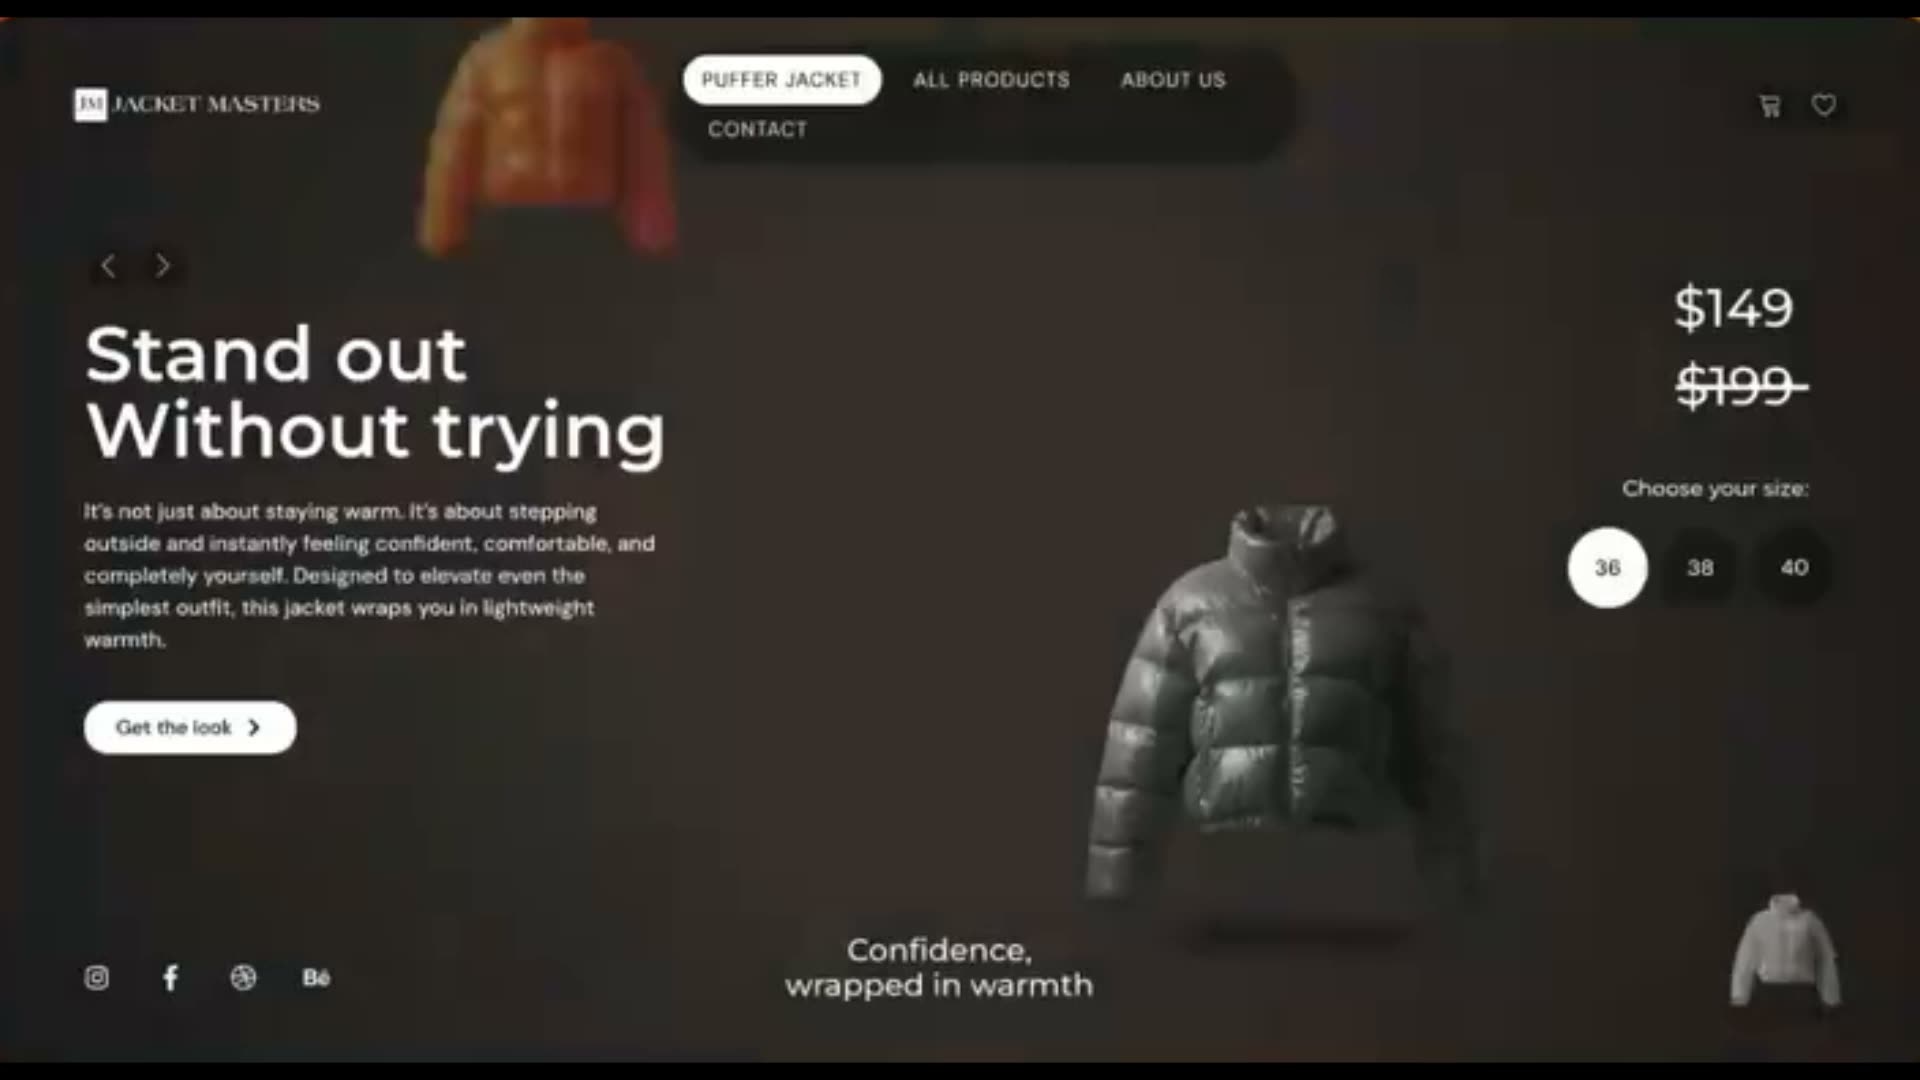 JM JACKET MASTERS
PUFFER JACKET ALL PRODUCTS ABOUT US
CONTACT
Stand out
Without trying
It's not just about staying warm. It's about stepping
outside and instantly feeling confident, comfortable, and
completely yourself. Designed to elevate even the
simplest outfit, this jacket wraps you in lightweight
warmth.
Get the look
$149
$199
Choose your size:
36 38 40
Confidence,
wrapped in warmth
Bē